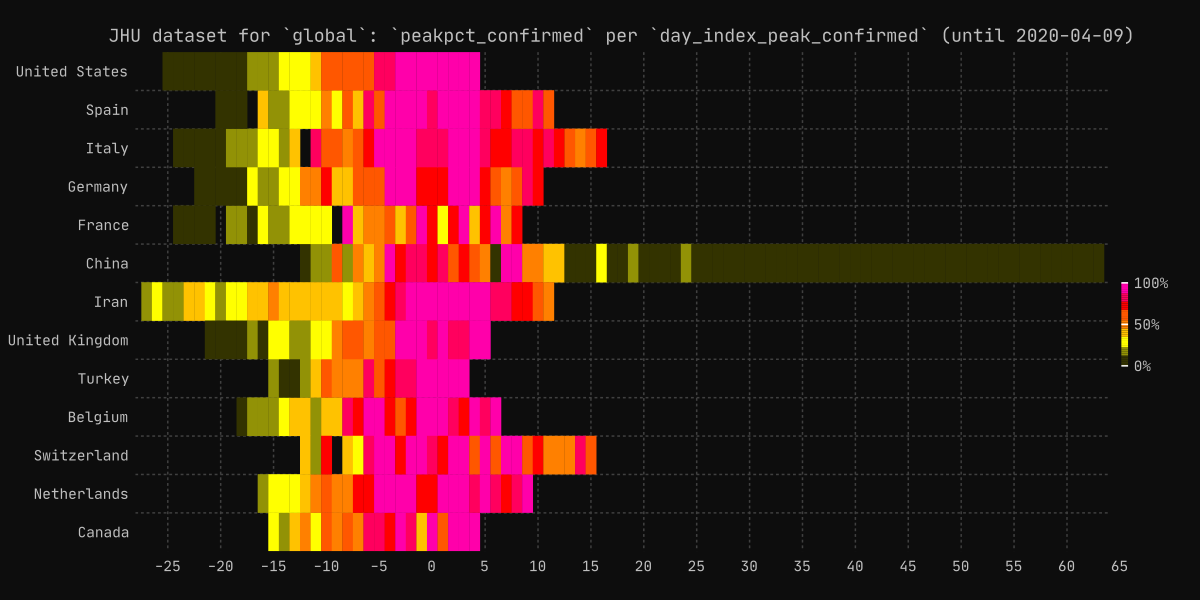 JHU dataset for `global`: `peakpct_confirmed` per `day_index_peak_confirmed` (until 2020-04-09)
United States
Spain
Italy
Germany
France
China
Iran
United Kingdom
Turkey
Belgium
Switzerland
Netherlands
Canada
100%
50%
0%
-25 -20 -15 -10 -5 0 5 10 15 20 25 30 35 40 45 50 55 60 65